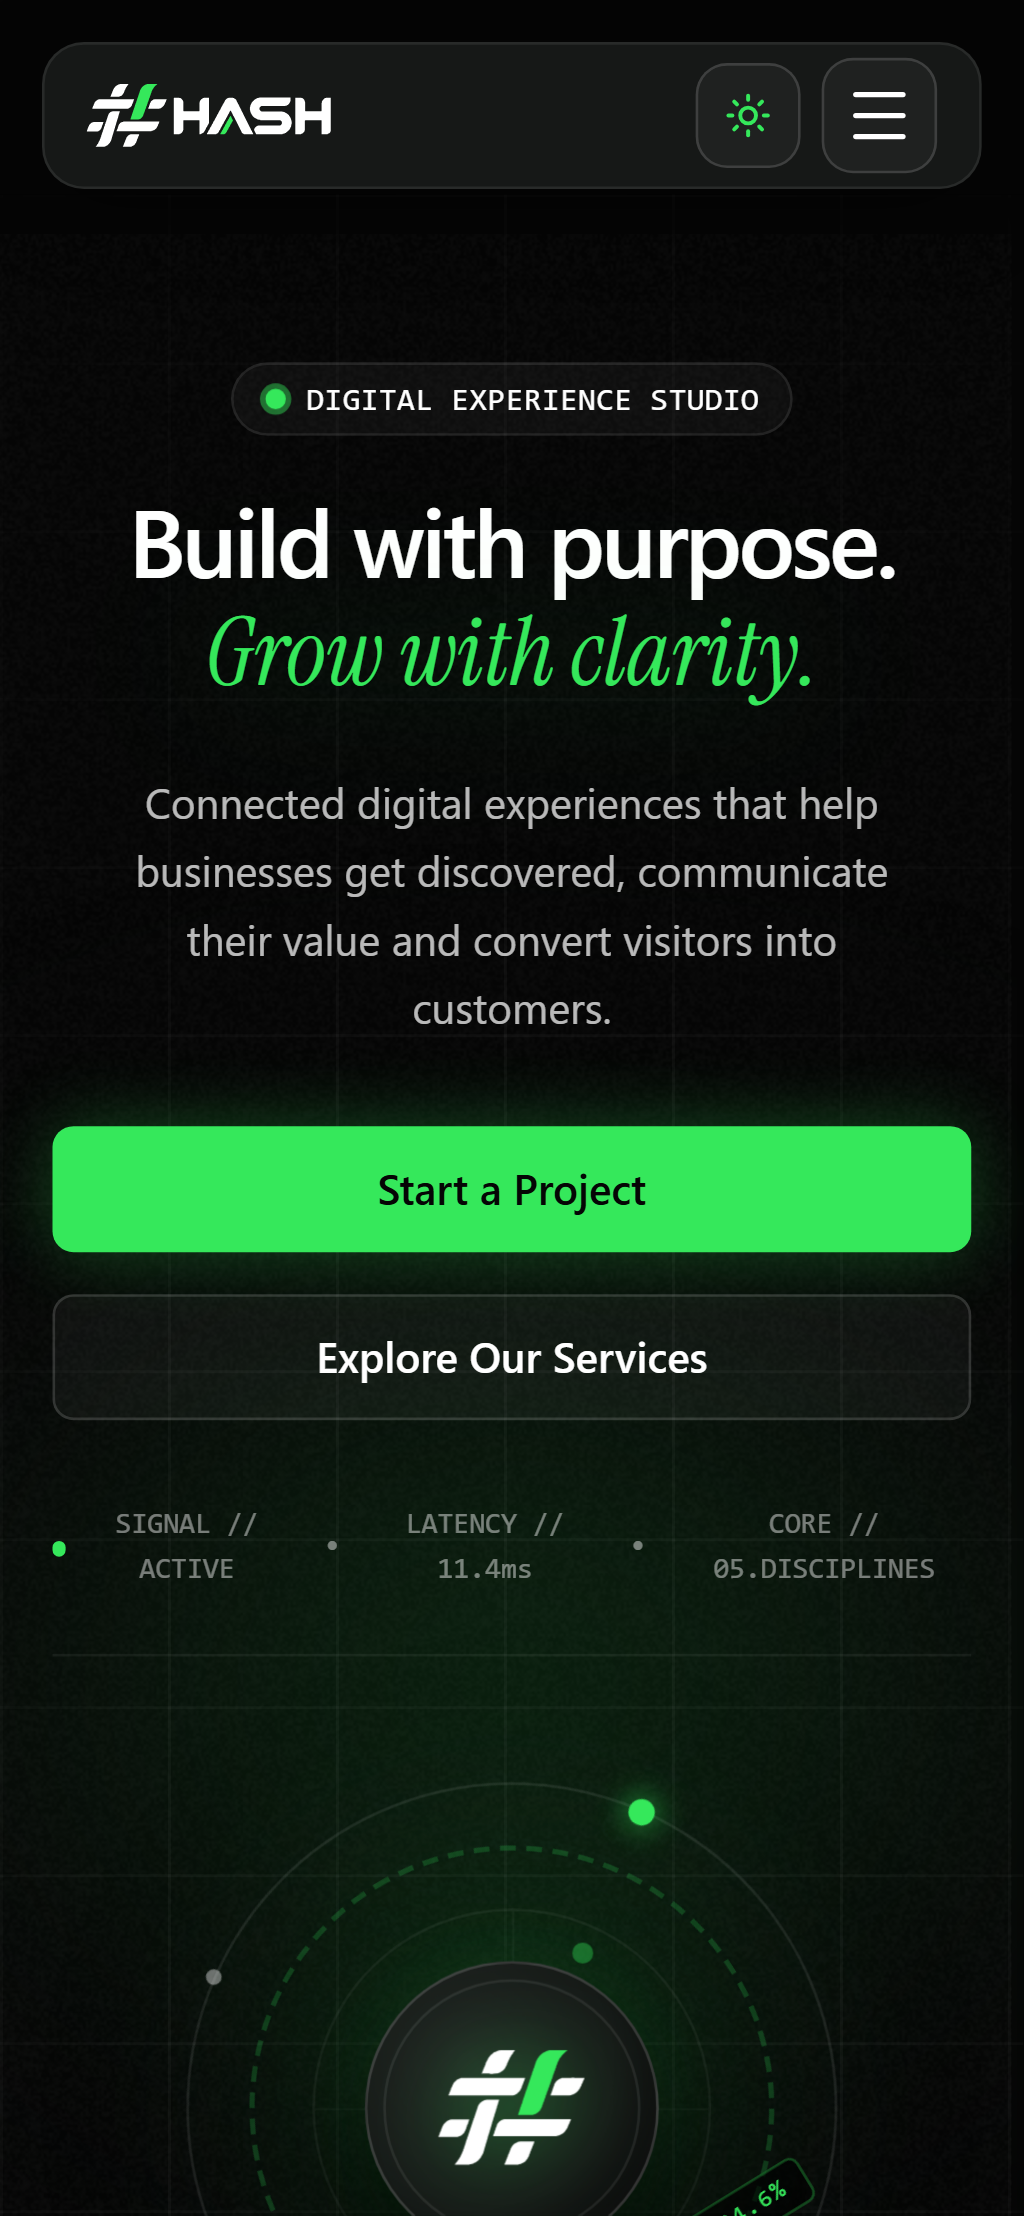 HASH
DIGITAL EXPERIENCE STUDIO
Build with purpose.
Grow with clarity.
Connected digital experiences that help
businesses get discovered, communicate
their value and convert visitors into
customers.
Start a Project
Explore Our Services
SIGNAL //
ACTIVE
LATENCY //
11.4ms
CORE //
05.DISCIPLINES